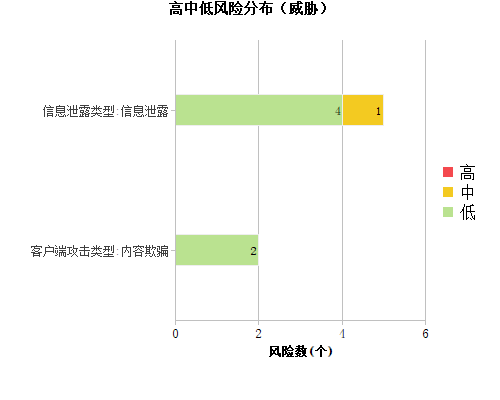 高中低风险分布（威胁）
信息泄露类型:信息泄露
4
1
高
中
低
客户端攻击类型:内容欺骗
2
0
2
4
6
风险数(个)